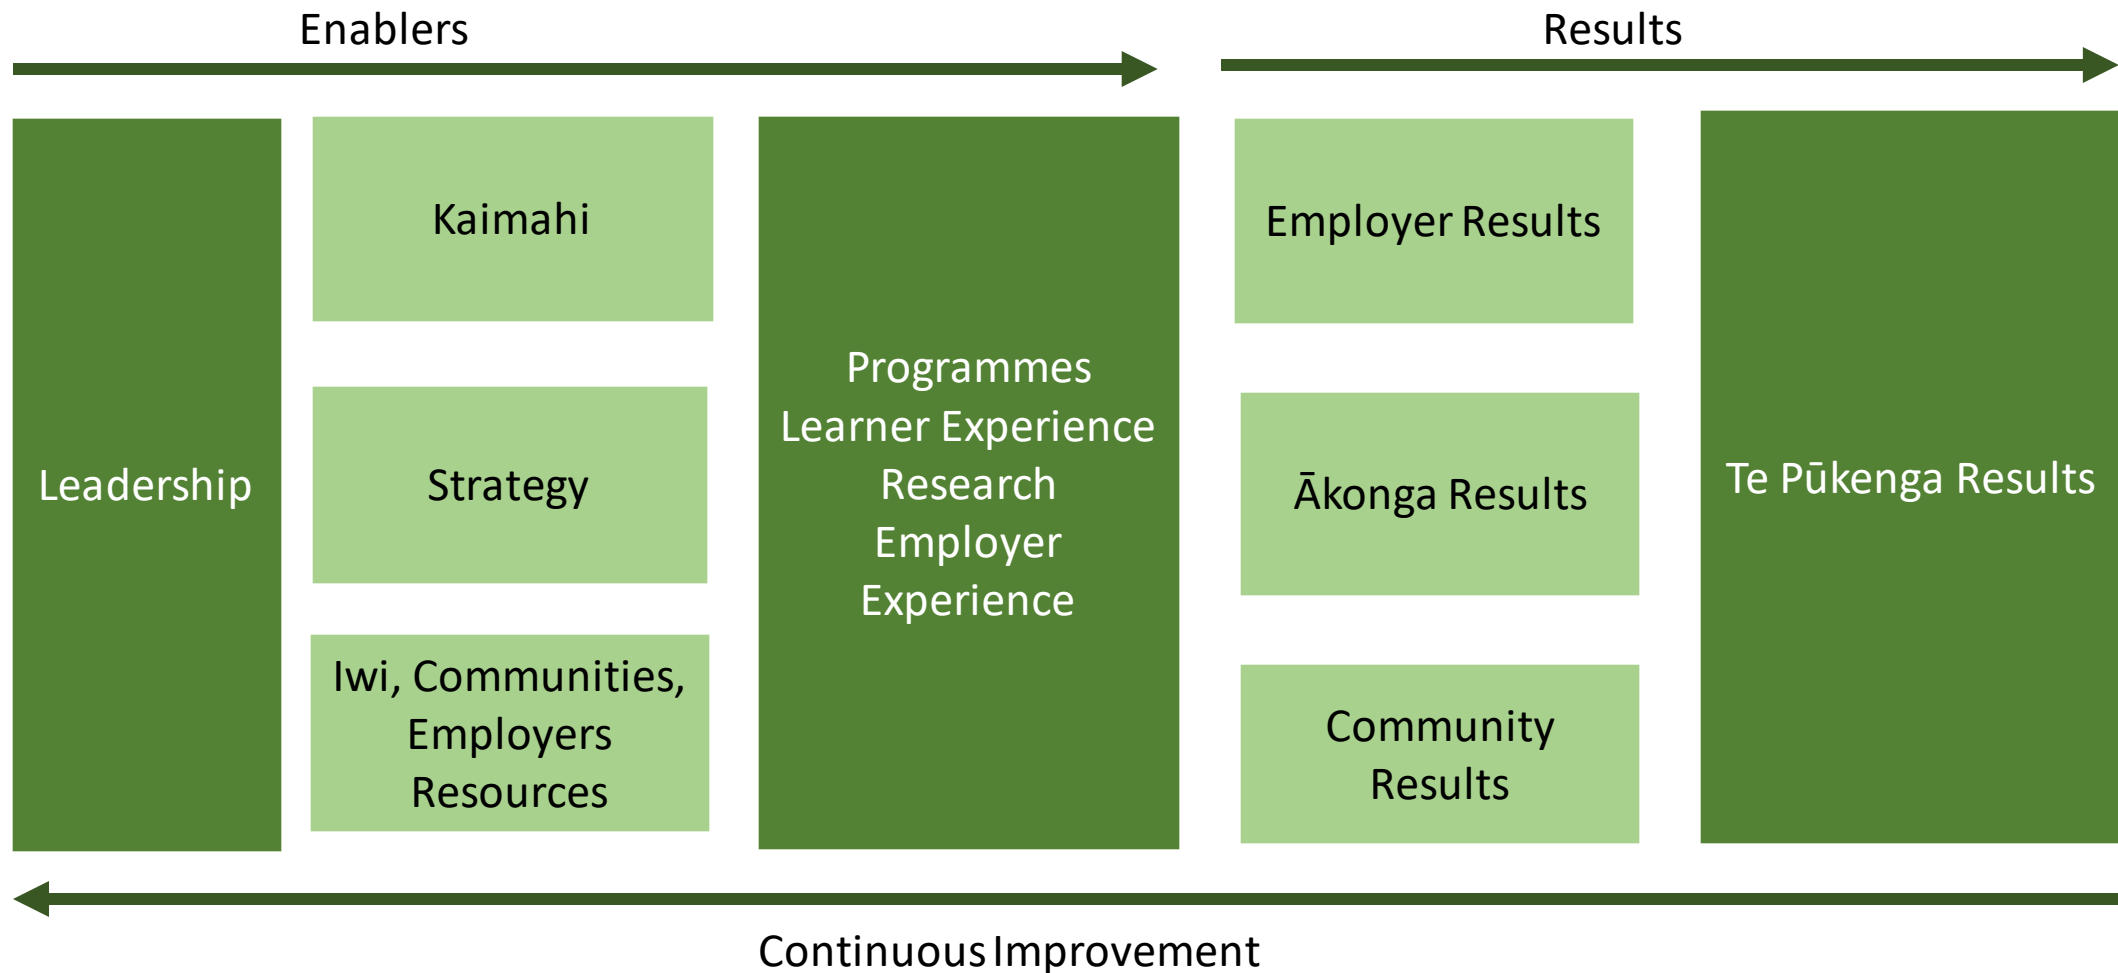 Enablers
Results
Leadership
Kaimahi
Strategy
Iwi, Communities,
Employers
Resources
Programmes
Learner Experience
Research
Employer
Experience
Employer Results
Ākonga Results
Community
Results
Te Pūkenga Results
Continuous Improvement